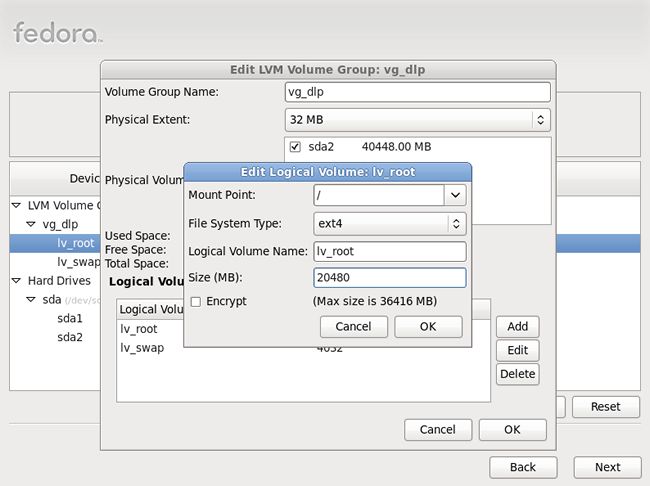 fedora
Edit LVM Volume Group: vg_dlp
Volume Group Name: vg_dlp
Physical Extent: 32 MB
sda2 40448.00 MB
Physical Volum
Used Space:
Free Space:
Total Space:
Logical Volu
Logical Volu
lv_root
lv_swap 4032
Add
Edit
Delete
Cancel OK
Edit Logical Volume: lv_root
Mount Point: /
File System Type: ext4
Logical Volume Name: lv_root
Size (MB): 20480
Encrypt (Max size is 36416 MB)
Cancel OK
Devic
LVM Volume G
vg_dlp
lv_root
lv_swap
Hard Drives
sda
sda1
sda2
Reset
Back Next